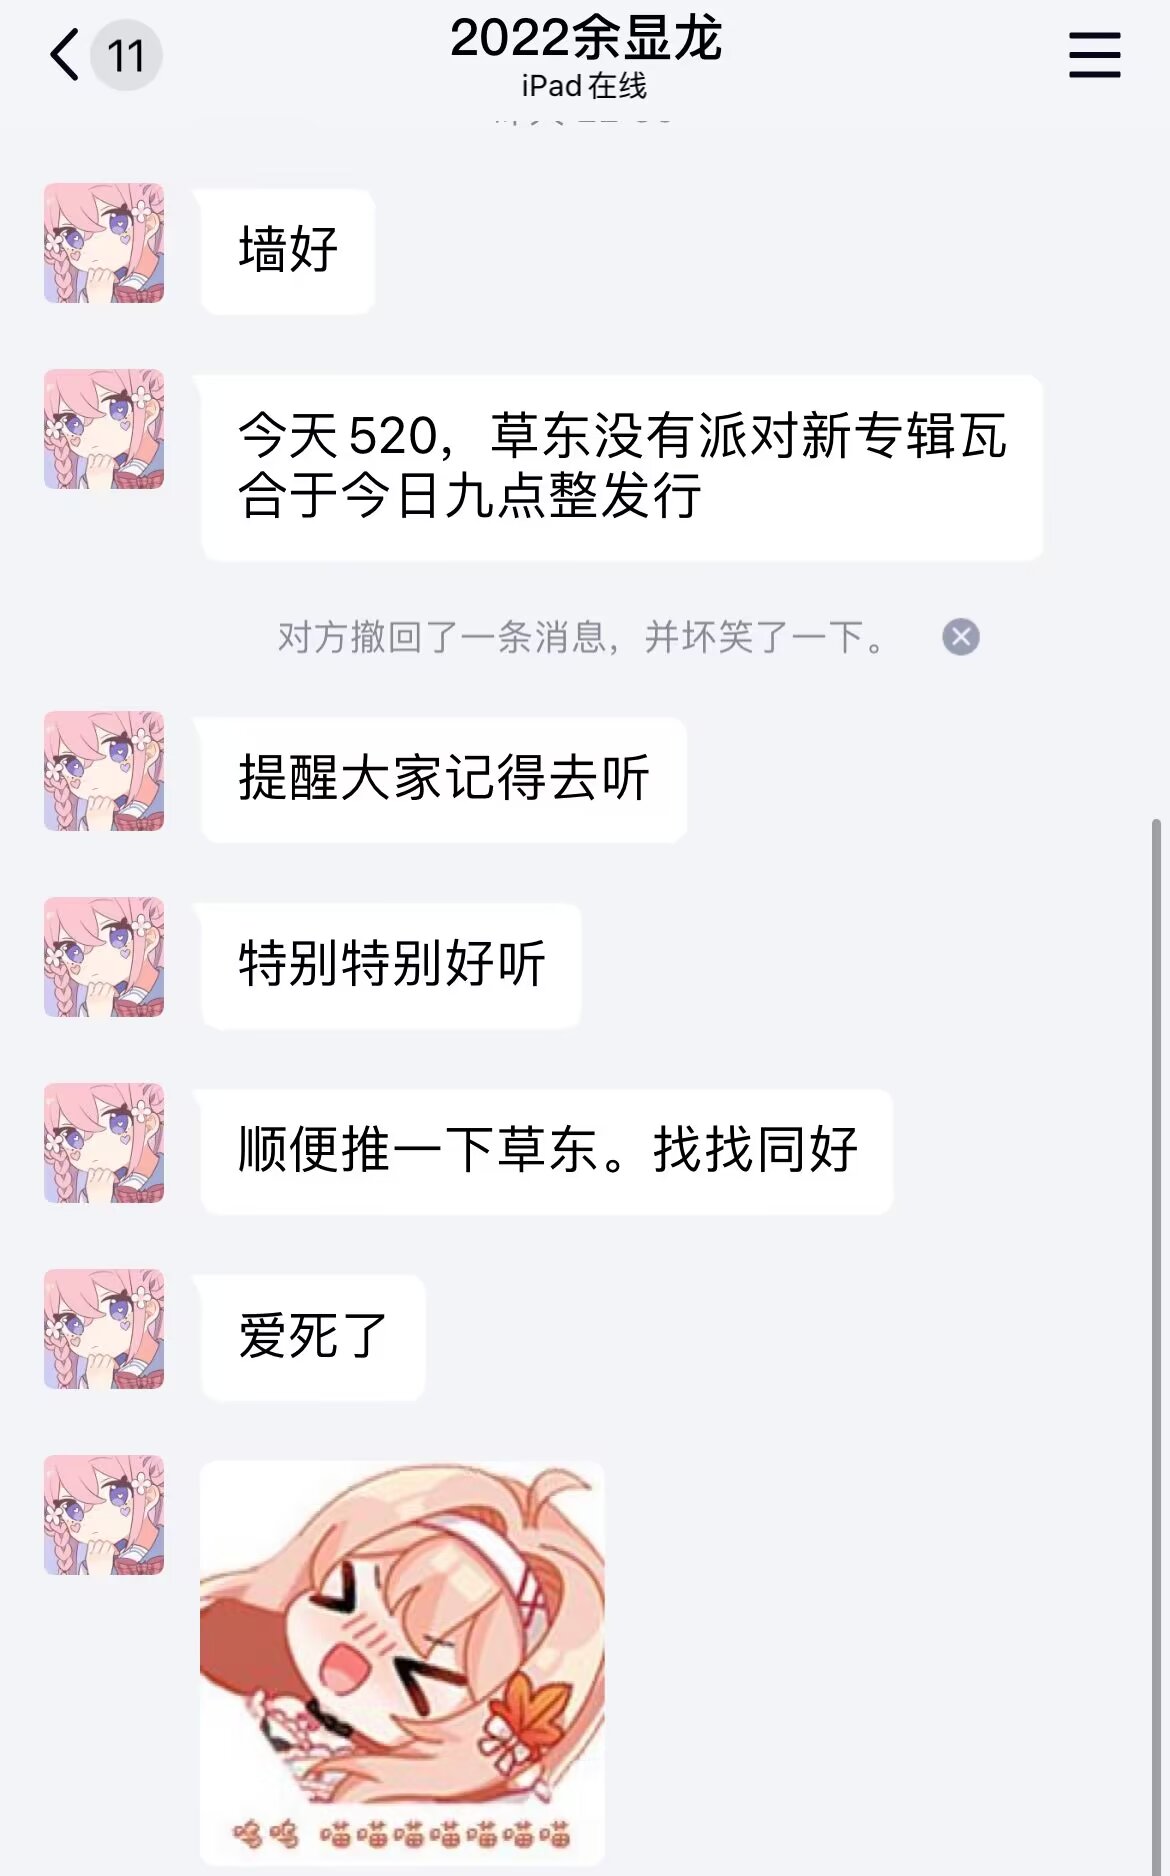 11
2022余显龙
iPad在线
墙好
今天520，草东没有派对新专辑瓦
合于今日九点整发行
对方撤回了一条消息，并坏笑了一下。
提醒大家记得去听
特别特别好听
顺便推一下草东。找找同好
爱死了
呜呜 喵喵喵喵喵喵喵